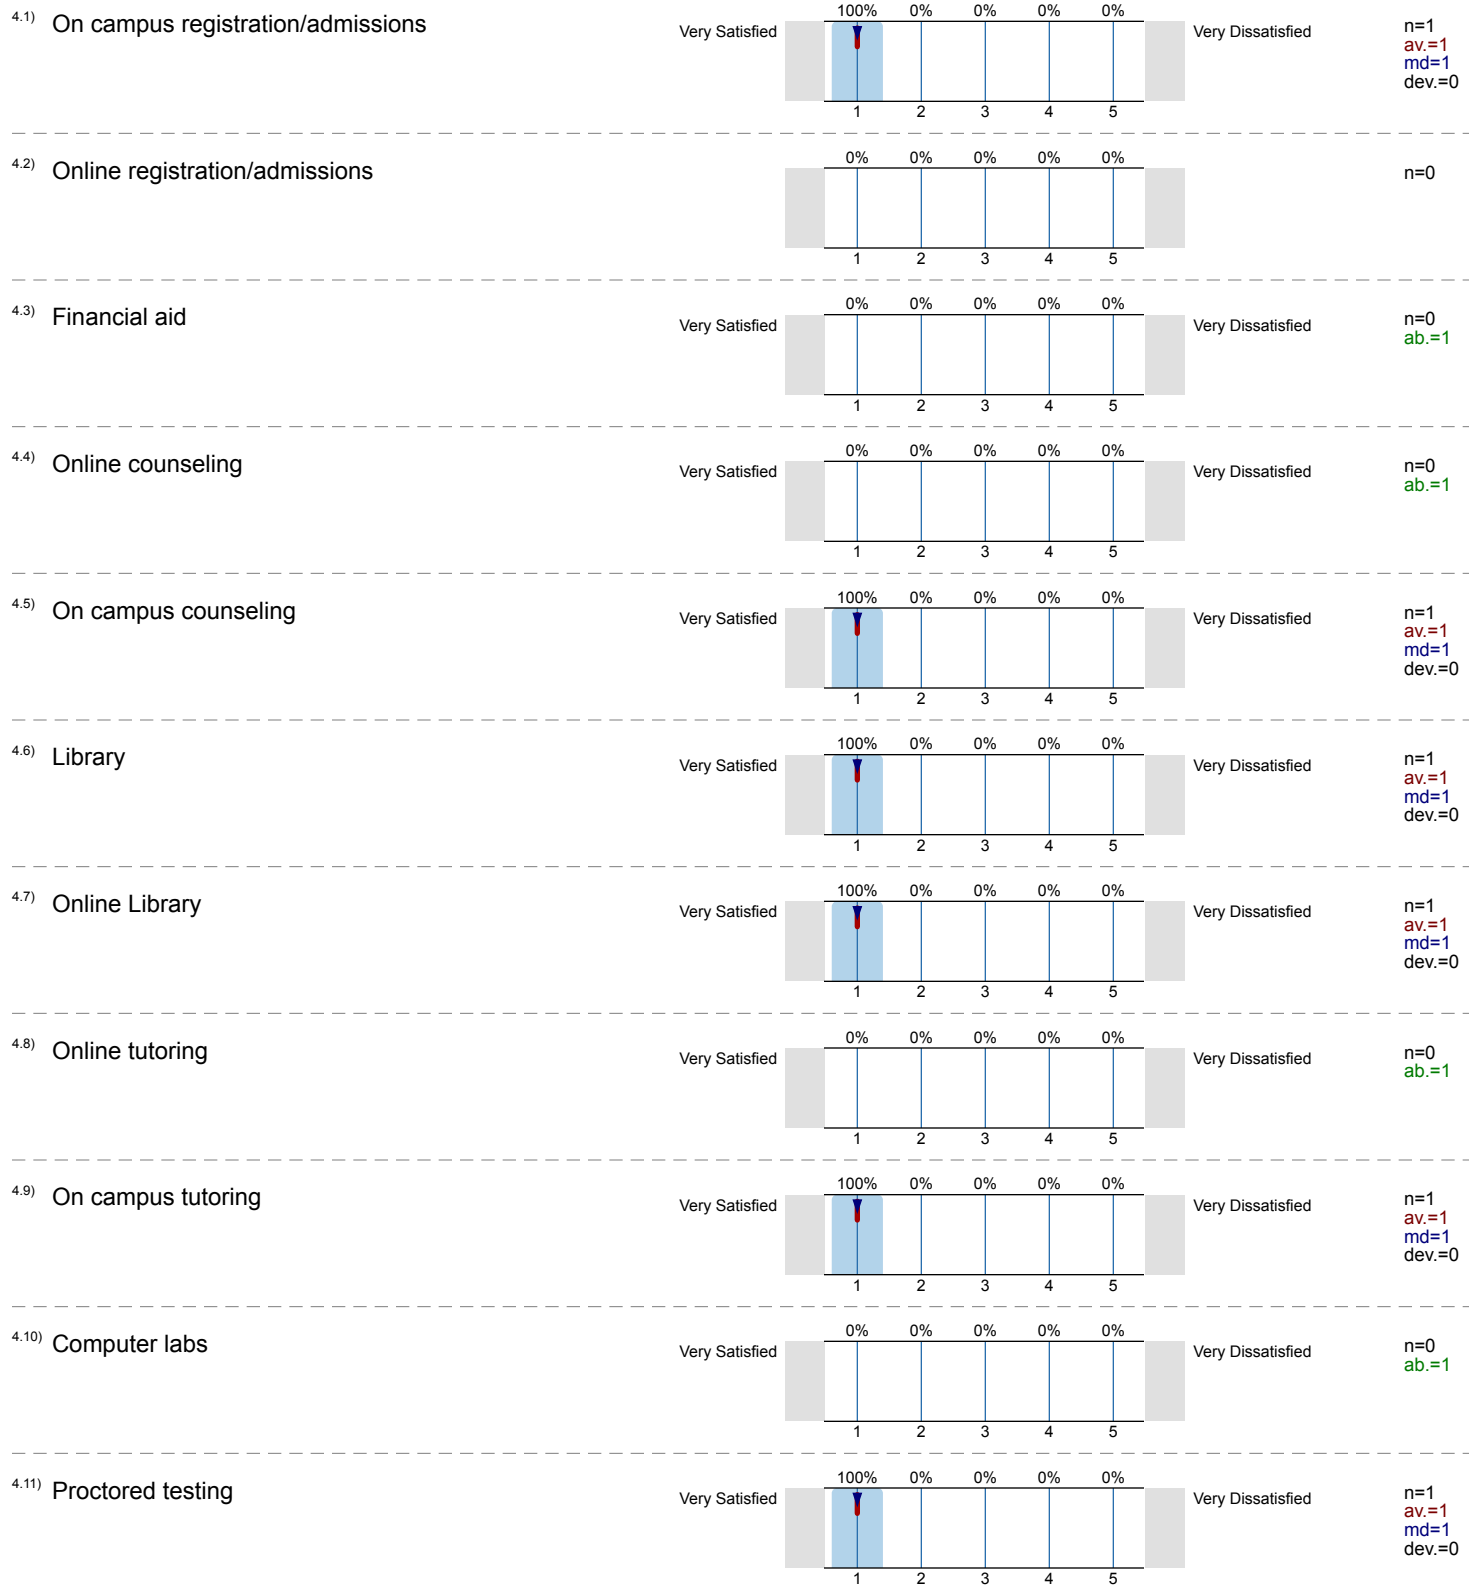 4.1) On campus registration/admissions
100% 0% 0% 0% 0%
Very Satisfied Very Dissatisfied n=1
av.=1
md=1
dev.=0
1 2 3 4 5
4.2) Online registration/admissions
0% 0% 0% 0% 0%
n=0
1 2 3 4 5
4.3) Financial aid
0% 0% 0% 0% 0%
Very Satisfied Very Dissatisfied n=0
ab.=1
1 2 3 4 5
4.4) Online counseling
0% 0% 0% 0% 0%
Very Satisfied Very Dissatisfied n=0
ab.=1
1 2 3 4 5
4.5) On campus counseling
100% 0% 0% 0% 0%
Very Satisfied Very Dissatisfied n=1
av.=1
md=1
dev.=0
1 2 3 4 5
4.6) Library
100% 0% 0% 0% 0%
Very Satisfied Very Dissatisfied n=1
av.=1
md=1
dev.=0
1 2 3 4 5
4.7) Online Library
100% 0% 0% 0% 0%
Very Satisfied Very Dissatisfied n=1
av.=1
md=1
dev.=0
1 2 3 4 5
4.8) Online tutoring
0% 0% 0% 0% 0%
Very Satisfied Very Dissatisfied n=0
ab.=1
1 2 3 4 5
4.9) On campus tutoring
100% 0% 0% 0% 0%
Very Satisfied Very Dissatisfied n=1
av.=1
md=1
dev.=0
1 2 3 4 5
4.10) Computer labs
0% 0% 0% 0% 0%
Very Satisfied Very Dissatisfied n=0
ab.=1
1 2 3 4 5
4.11) Proctored testing
100% 0% 0% 0% 0%
Very Satisfied Very Dissatisfied n=1
av.=1
md=1
dev.=0
1 2 3 4 5